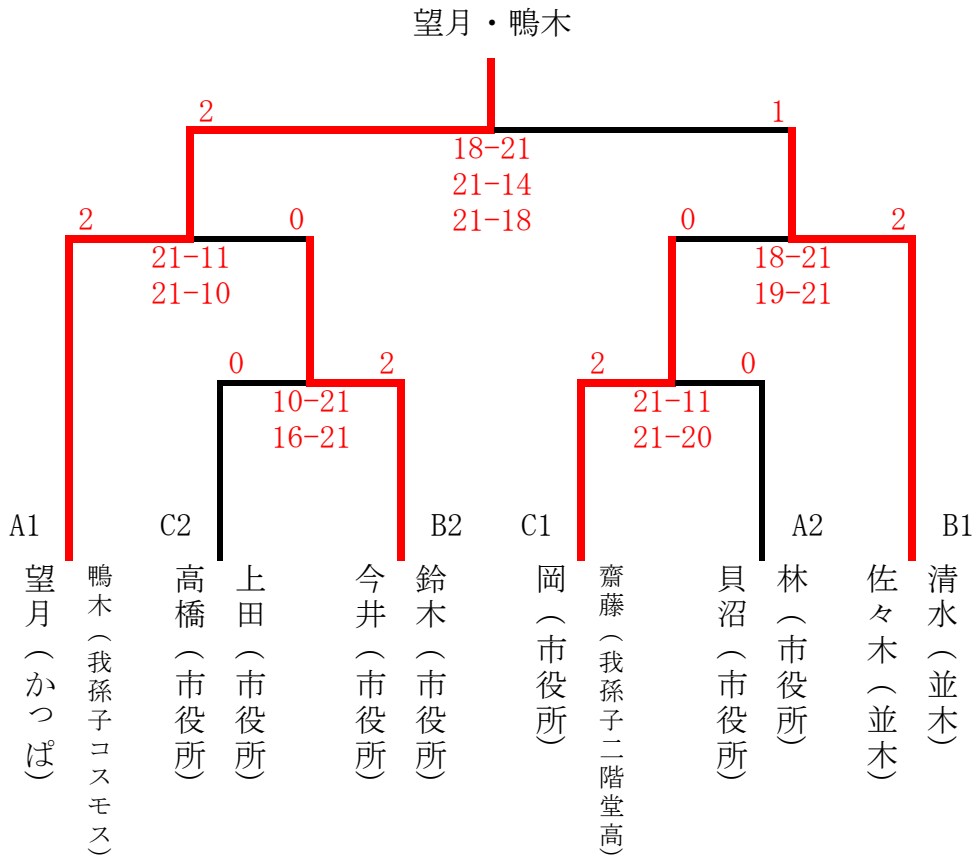 望月・鴨木
2
1
18-21
21-14
21-18
2
0
0
2
21-11
21-10
18-21
19-21
0
2
2
0
10-21
16-21
21-11
21-20
A1
C2
B2
C1
A2
B1
望月（かっぱ）
鴨木（我孫子コスモス）
高橋（市役所）
上田（市役所）
今井（市役所）
鈴木（市役所）
岡（市役所）
齋藤（我孫子二階堂高）
貝沼（市役所）
林（市役所）
佐々木（並木）
清水（並木）